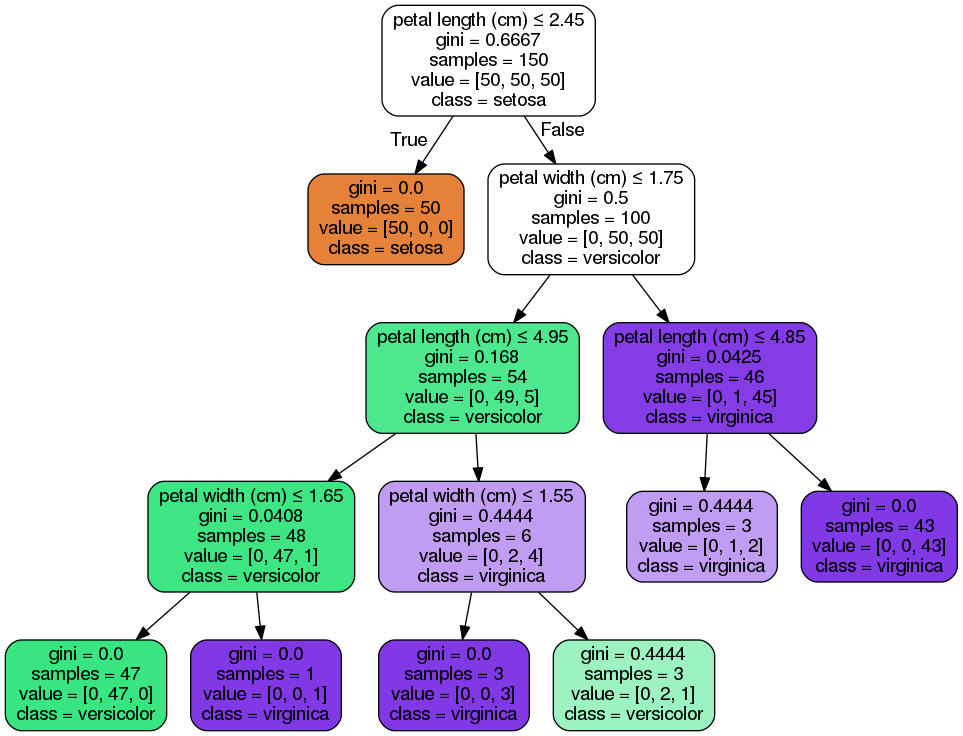 petal length (cm) ≤ 2.45
gini = 0.6667
samples = 150
value = [50, 50, 50]
class = setosa
True
False
gini = 0.0
samples = 50
value = [50, 0, 0]
class = setosa
petal width (cm) ≤ 1.75
gini = 0.5
samples = 100
value = [0, 50, 50]
class = versicolor
petal length (cm) ≤ 4.95
gini = 0.168
samples = 54
value = [0, 49, 5]
class = versicolor
petal length (cm) ≤ 4.85
gini = 0.0425
samples = 46
value = [0, 1, 45]
class = virginica
petal width (cm) ≤ 1.65
gini = 0.0408
samples = 48
value = [0, 47, 1]
class = versicolor
petal width (cm) ≤ 1.55
gini = 0.4444
samples = 6
value = [0, 2, 4]
class = virginica
gini = 0.4444
samples = 3
value = [0, 1, 2]
class = virginica
gini = 0.0
samples = 43
value = [0, 0, 43]
class = virginica
gini = 0.0
samples = 47
value = [0, 47, 0]
class = versicolor
gini = 0.0
samples = 1
value = [0, 0, 1]
class = virginica
gini = 0.0
samples = 3
value = [0, 0, 3]
class = virginica
gini = 0.4444
samples = 3
value = [0, 2, 1]
class = versicolor